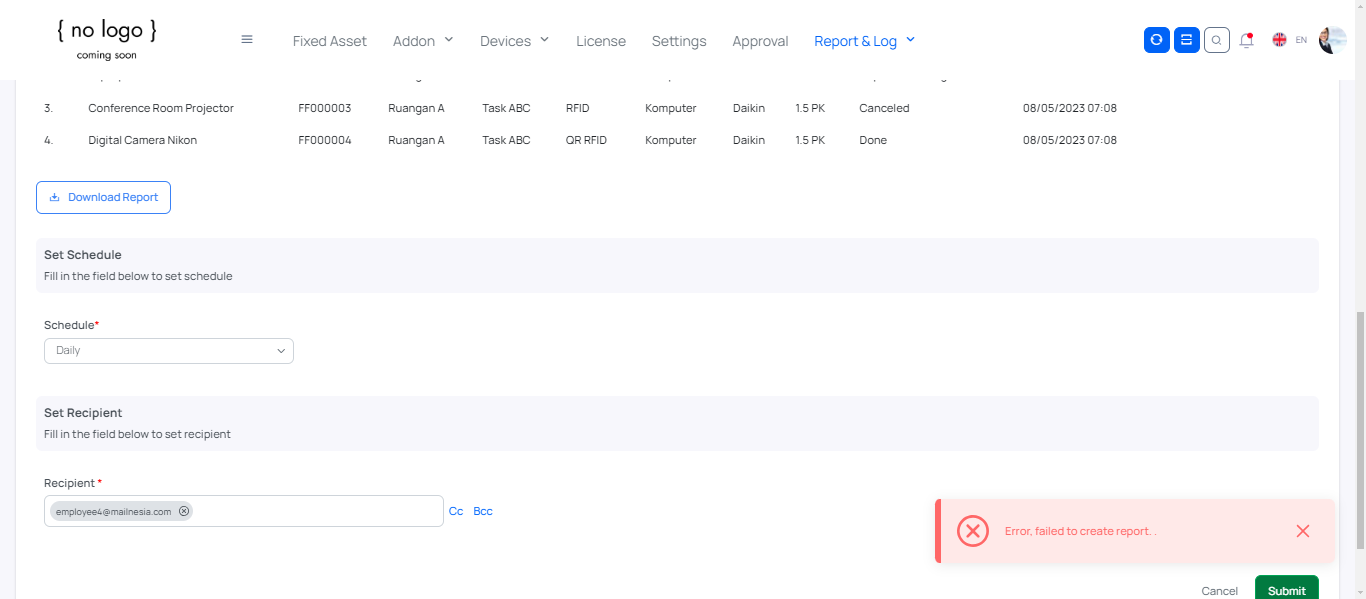 { no logo }
coming soon
Fixed Asset Addon Devices License Settings Approval Report & Log EN
3. Conference Room Projector FF000003 Ruangan A Task ABC RFID Komputer Daikin 1.5 PK Canceled 08/05/2023 07:08
4. Digital Camera Nikon FF000004 Ruangan A Task ABC QR RFID Komputer Daikin 1.5 PK Done 08/05/2023 07:08
Download Report
Set Schedule
Fill in the field below to set schedule
Schedule*
Daily
Set Recipient
Fill in the field below to set recipient
Recipient *
employee4@mailnesia.com Cc Bcc
Error, failed to create report. .
Cancel Submit